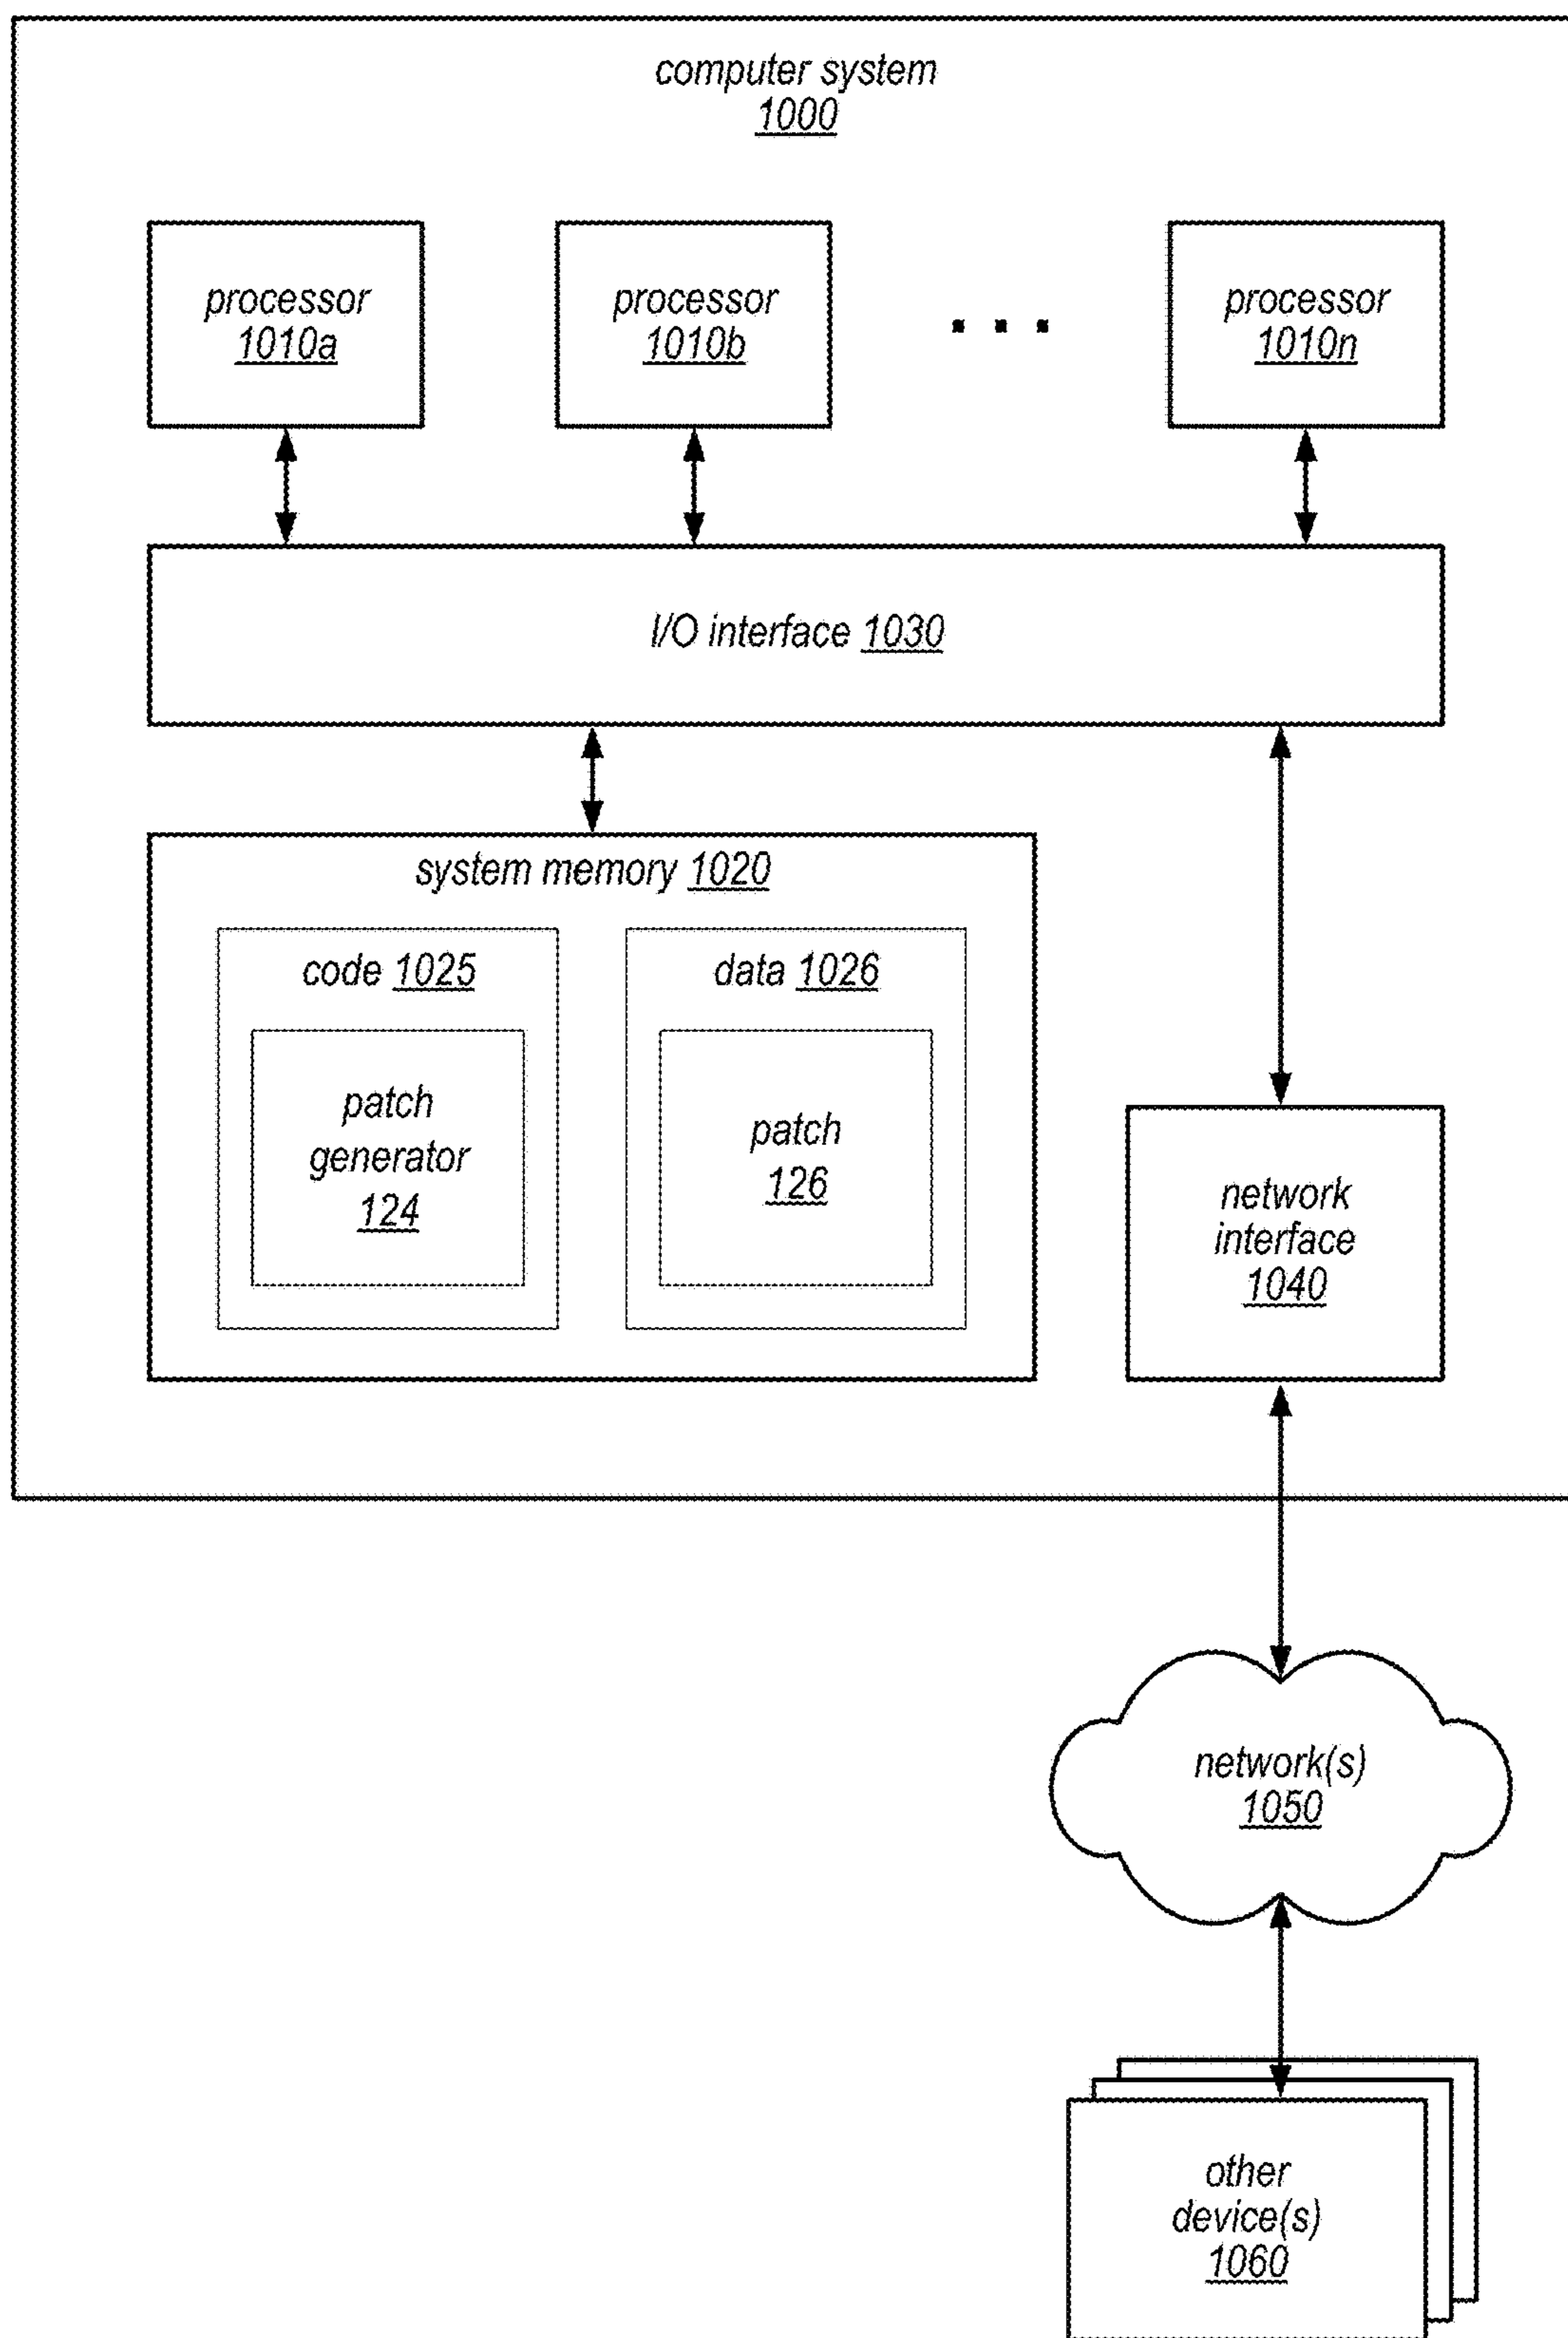 computer system
1000
processor
1010a
processor
1010b
processor
1010n
I/O interface 1030
system memory 1020
code 1025
patch
generator
124
data 1026
patch
126
network
interface
1040
network(s)
1050
other
device(s)
1060